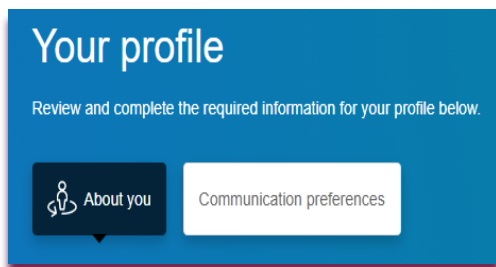 Your profile
Review and complete the required information for your profile below.
About you
Communication preferences